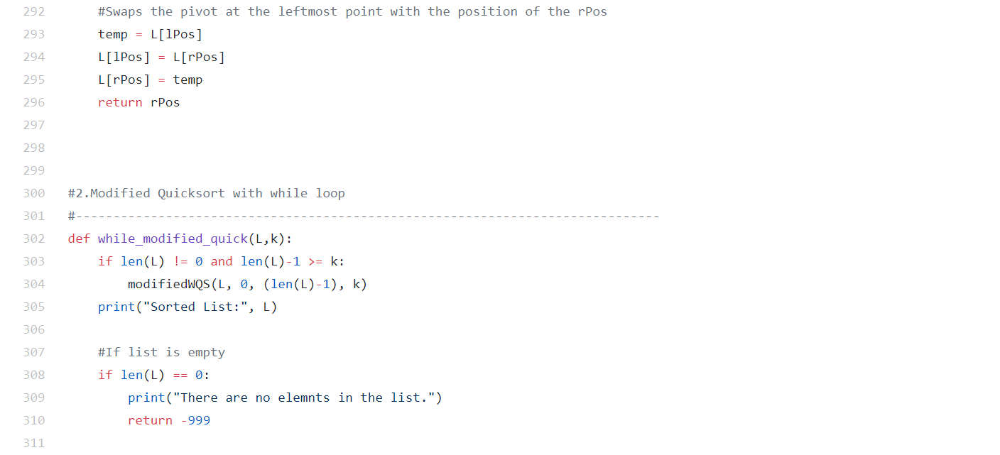 292 #Swaps the pivot at the leftmost point with the position of the rPos
293 temp = L[lPos]
294 L[lPos] = L[rPos]
295 L[rPos] = temp
296 return rPos
297
298
299
300 #2.Modified Quicksort with while loop
301 #------------------------------------------------------------------------------
302 def while_modified_quick(L,k):
303 if len(L) != 0 and len(L)-1 >= k:
304 modifiedWQS(L, 0, (len(L)-1), k)
305 print("Sorted List:", L)
306
307 #If list is empty
308 if len(L) == 0:
309 print("There are no elemnts in the list.")
310 return -999
311